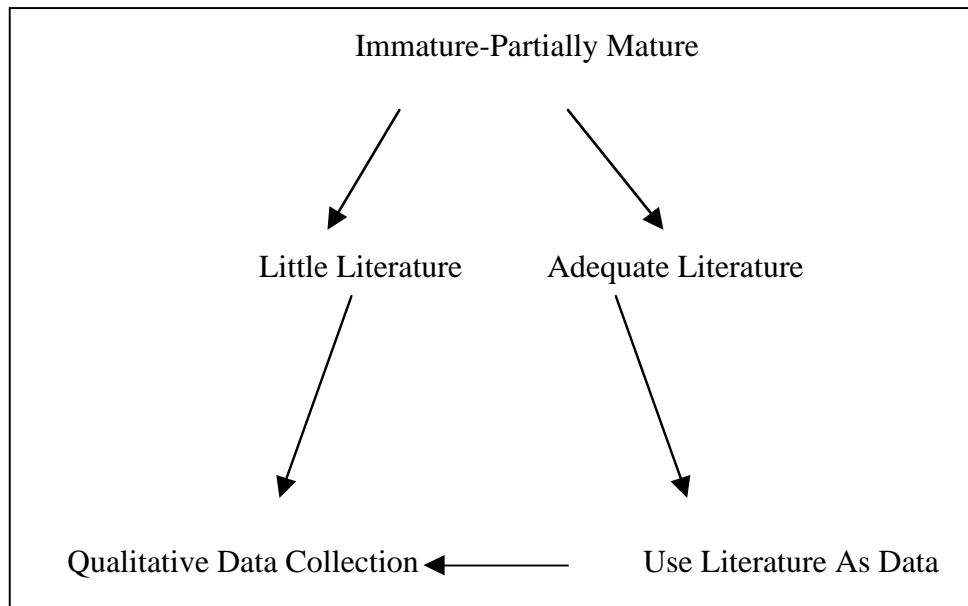 Immature-Partially Mature
Little Literature
Adequate Literature
Qualitative Data Collection
Use Literature As Data